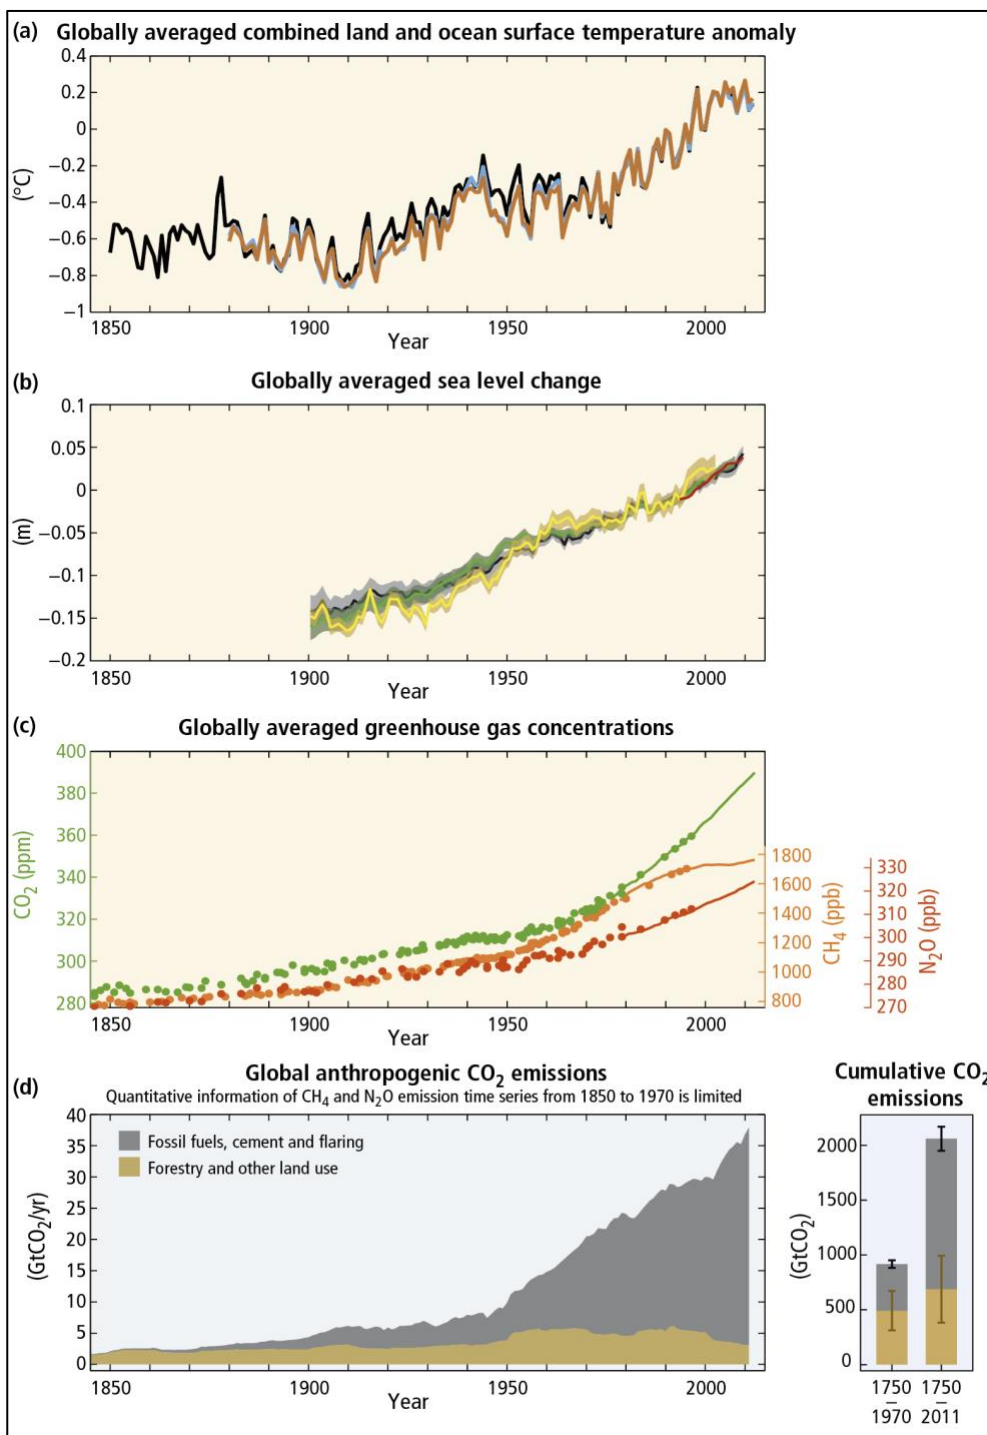 (a) Globally averaged combined land and ocean surface temperature anomaly
0.4
0.2
0
−0.2
−0.4
−0.6
−0.8
−1
(°C)
1850 1900 1950 2000
Year
(b) Globally averaged sea level change
0.1
0.05
0
−0.05
−0.1
−0.15
−0.2
(m)
1850 1900 1950 2000
Year
(c) Globally averaged greenhouse gas concentrations
400
380
360
340
320
300
280
CO₂ (ppm)
1800
1600
1400
1200
1000
800
CH₄ (ppb)
330
320
310
300
290
280
270
N₂O (ppb)
1850 1900 1950 2000
Year
(d) Global anthropogenic CO₂ emissions
Quantitative information of CH₄ and N₂O emission time series from 1850 to 1970 is limited
40
35
30
25
20
15
10
5
0
(GtCO₂/yr)
Fossil fuels, cement and flaring
Forestry and other land use
1850 1900 1950 2000
Year
Cumulative CO₂
emissions
2000
1500
1000
500
0
(GtCO₂)
1750 1750
– –
1970 2011